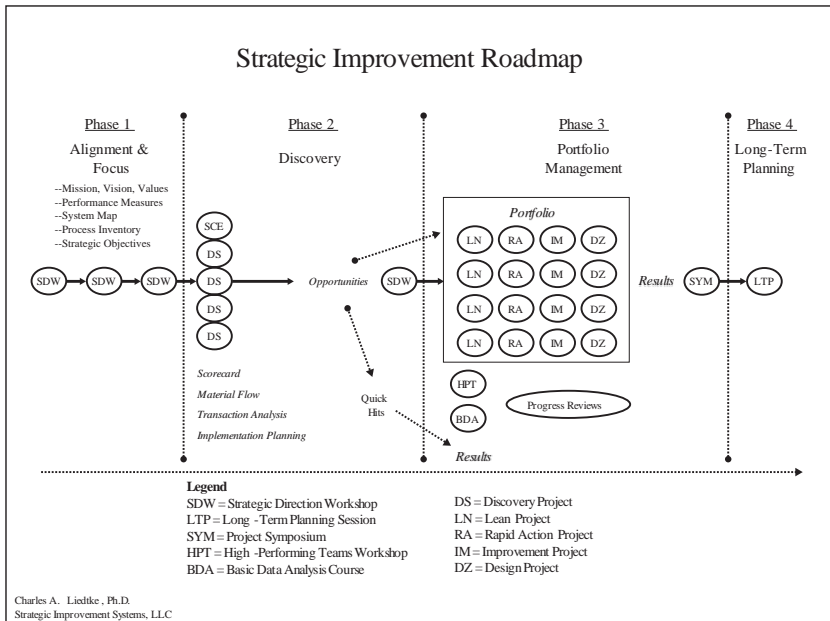 Strategic Improvement Roadmap
Phase 1
Alignment &
Focus
--Mission, Vision, Values
--Performance Measures
--System Map
--Process Inventory
--Strategic Objectives
SDW
SDW
SDW
Phase 2
Discovery
SCE
DS
DS
DS
DS
Opportunities
SDW
Scorecard
Material Flow
Transaction Analysis
Implementation Planning
Quick
Hits
Results
Phase 3
Portfolio
Management
Portfolio
LN RA IM DZ
LN RA IM DZ
LN RA IM DZ
LN RA IM DZ
HPT
BDA
Progress Reviews
Results
SYM
Phase 4
Long-Term
Planning
LTP
Legend
SDW = Strategic Direction Workshop
LTP = Long - Term Planning Session
SYM = Project Symposium
HPT = High - Performing Teams Workshop
BDA = Basic Data Analysis Course
DS = Discovery Project
LN = Lean Project
RA = Rapid Action Project
IM = Improvement Project
DZ = Design Project
Charles A. Liedtke , Ph.D.
Strategic Improvement Systems, LLC